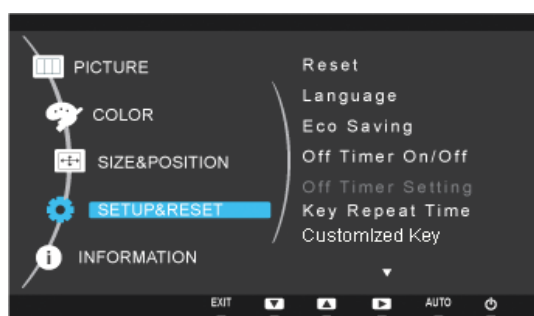 PICTURE
COLOR
SIZE&POSITION
SETUP&RESET
INFORMATION
Reset
Language
Eco Saving
Off Timer On/Off
Off Timer Setting
Key Repeat Time
Customized Key
EXIT
AUTO